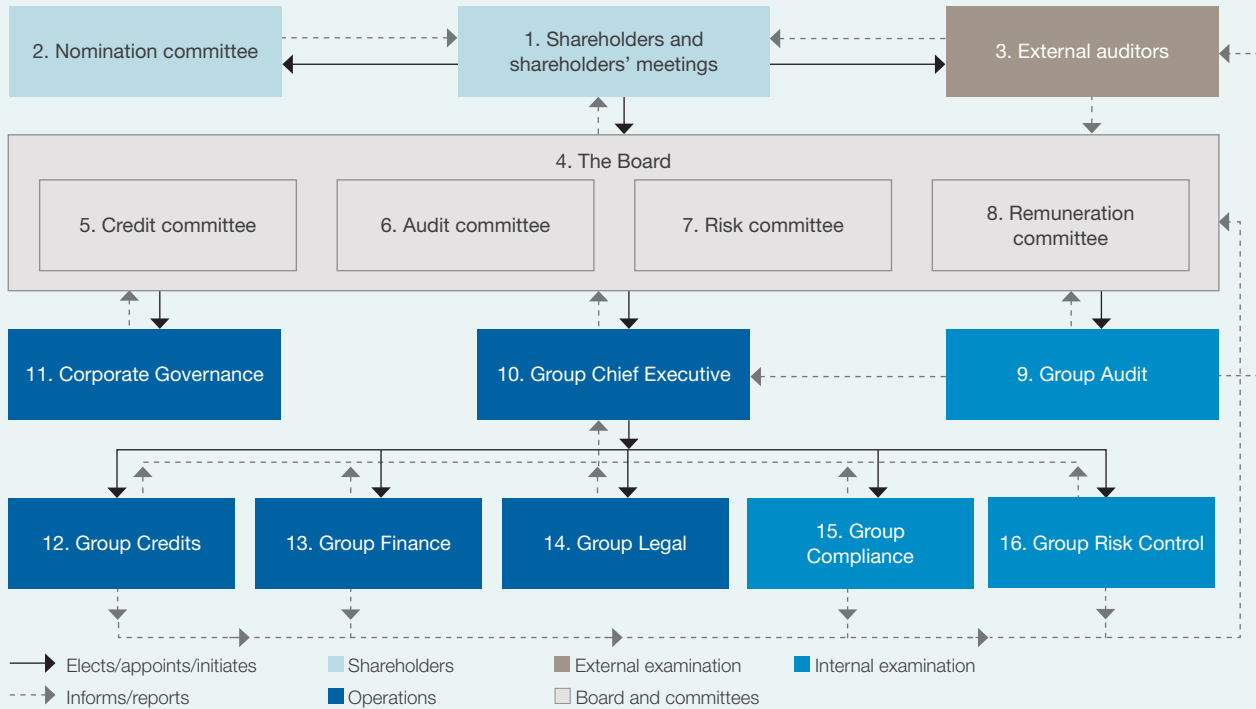 2. Nomination committee
1. Shareholders and
shareholders’ meetings
3. External auditors
4. The Board
5. Credit committee
6. Audit committee
7. Risk committee
8. Remuneration
committee
11. Corporate Governance
10. Group Chief Executive
9. Group Audit
12. Group Credits
13. Group Finance
14. Group Legal
15. Group
Compliance
16. Group Risk Control
Elects/appoints/initiates
Shareholders
External examination
Internal examination
Informs/reports
Operations
Board and committees